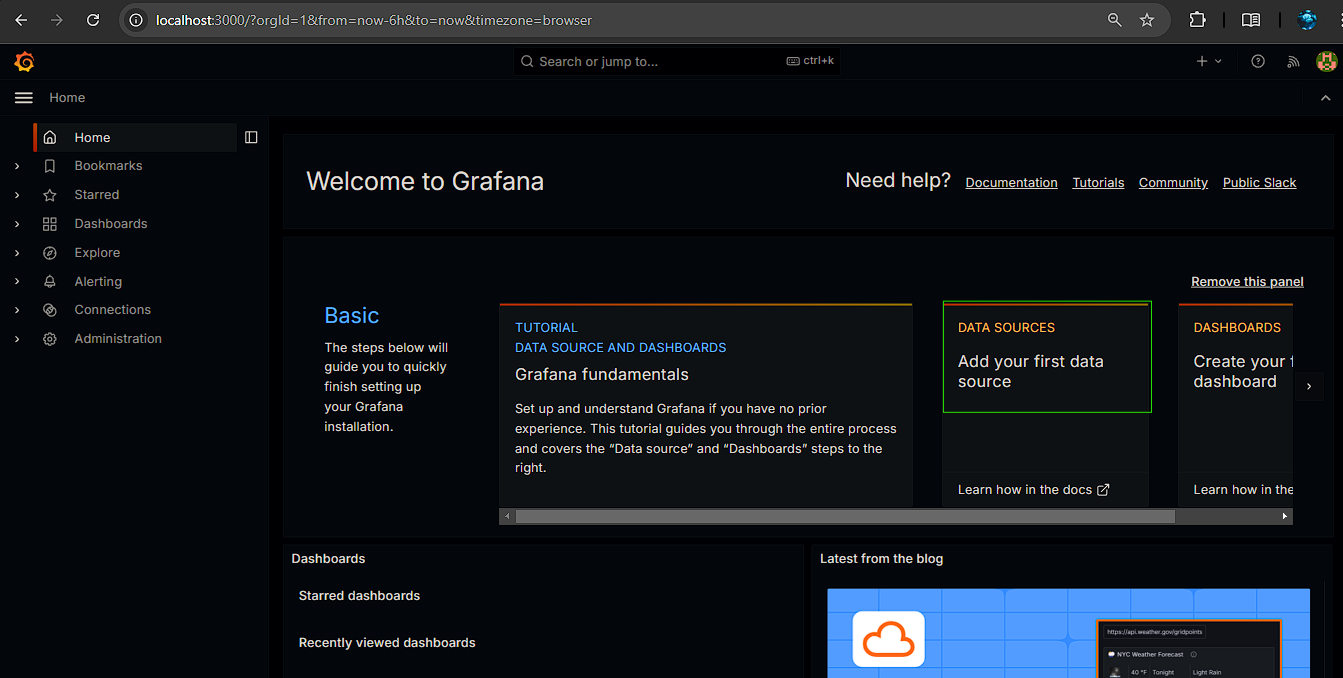 localhost:3000/?orgId=1&from=now-6h&to=now&timezone=browser
Search or jump to...
ctrl+k
Home
Home
Bookmarks
Starred
Dashboards
Explore
Alerting
Connections
Administration
Welcome to Grafana
Need help?
Documentation
Tutorials
Community
Public Slack
Remove this panel
Basic
The steps below will
guide you to quickly
finish setting up
your Grafana
installation.
TUTORIAL
DATA SOURCE AND DASHBOARDS
Grafana fundamentals
Set up and understand Grafana if you have no prior
experience. This tutorial guides you through the entire process
and covers the “Data source” and “Dashboards” steps to the
right.
DATA SOURCES
Add your first data
source
Learn how in the docs
DASHBOARDS
Create your f
dashboard
Learn how in the
Dashboards
Starred dashboards
Recently viewed dashboards
Latest from the blog
https://api.weather.gov/gridpoints
NYC Weather Forecast
40 °F Tonight Light Rain